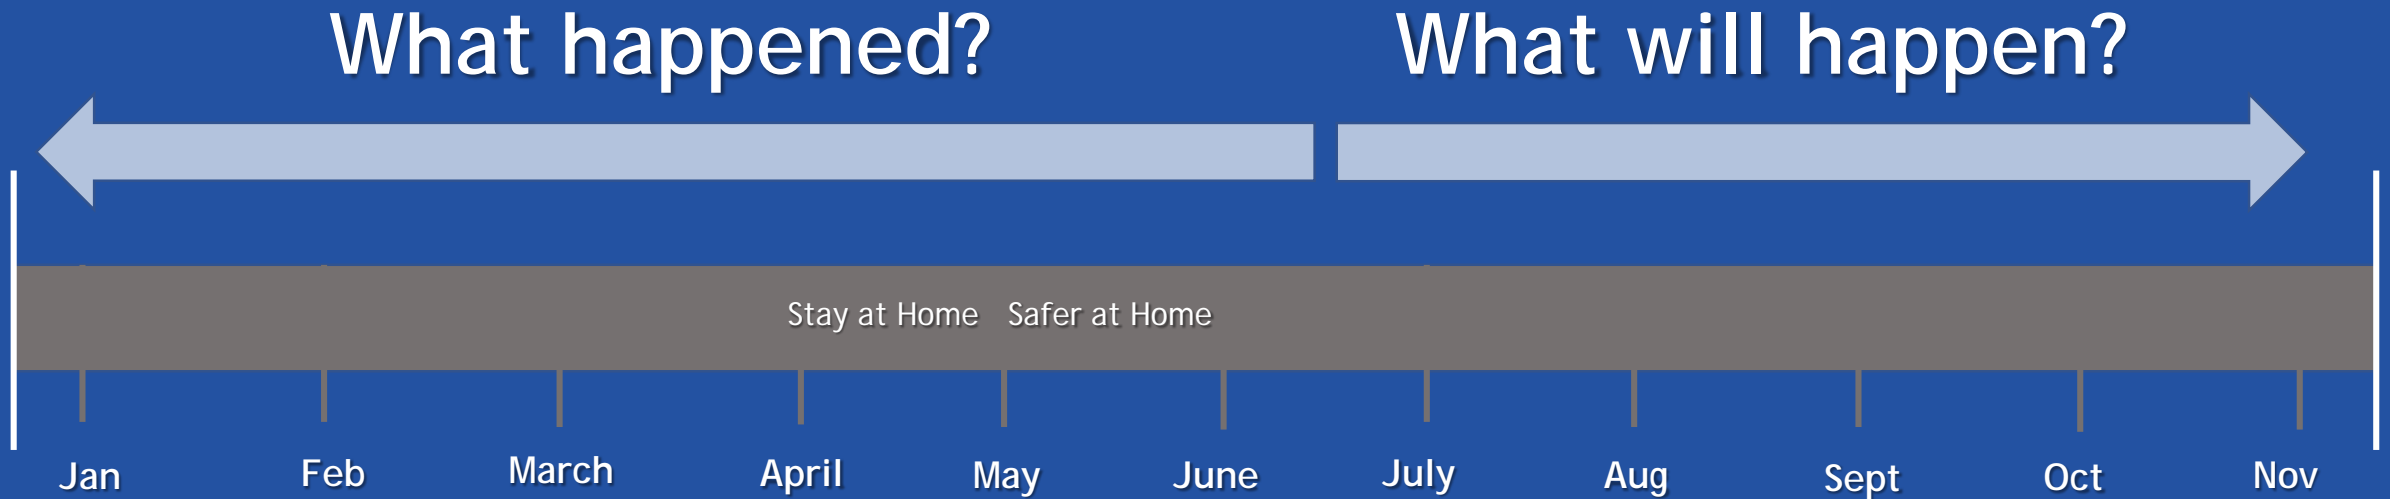 What happened? What will happen?
Stay at Home Safer at Home
Jan Feb March April May June July Aug Sept Oct Nov